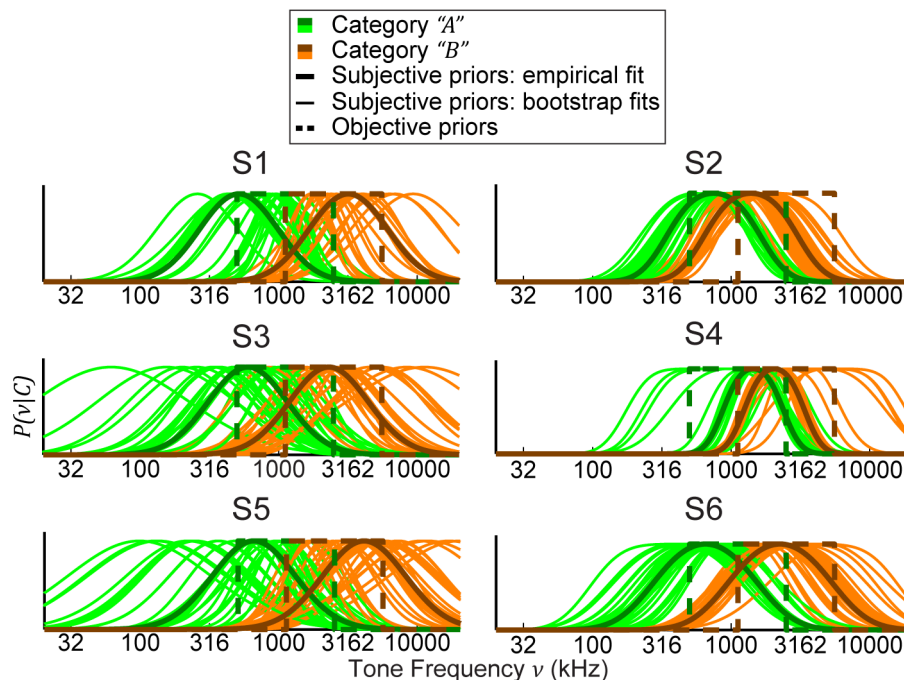 Category “A”
Category “B”
Subjective priors: empirical fit
Subjective priors: bootstrap fits
Objective priors
S1
S2
32 100 316 1000 3162 10000
32 100 316 1000 3162 10000
S3
S4
P(ν|C)
32 100 316 1000 3162 10000
32 100 316 1000 3162 10000
S5
S6
32 100 316 1000 3162 10000
32 100 316 1000 3162 10000
Tone Frequency ν (kHz)